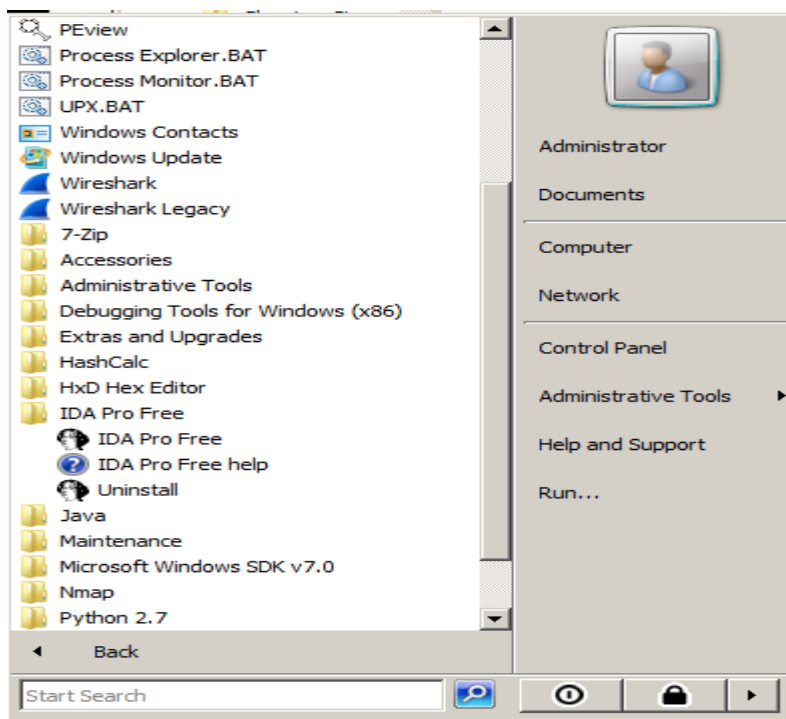 PEview
Process Explorer.BAT
Process Monitor.BAT
UPX.BAT
Windows Contacts
Windows Update
Wireshark
Wireshark Legacy
7-Zip
Accessories
Administrative Tools
Debugging Tools for Windows (x86)
Extras and Upgrades
HashCalc
HxD Hex Editor
IDA Pro Free
IDA Pro Free
IDA Pro Free help
Uninstall
Java
Maintenance
Microsoft Windows SDK v7.0
Nmap
Python 2.7
Back
Start Search
Administrator
Documents
Computer
Network
Control Panel
Administrative Tools
Help and Support
Run...